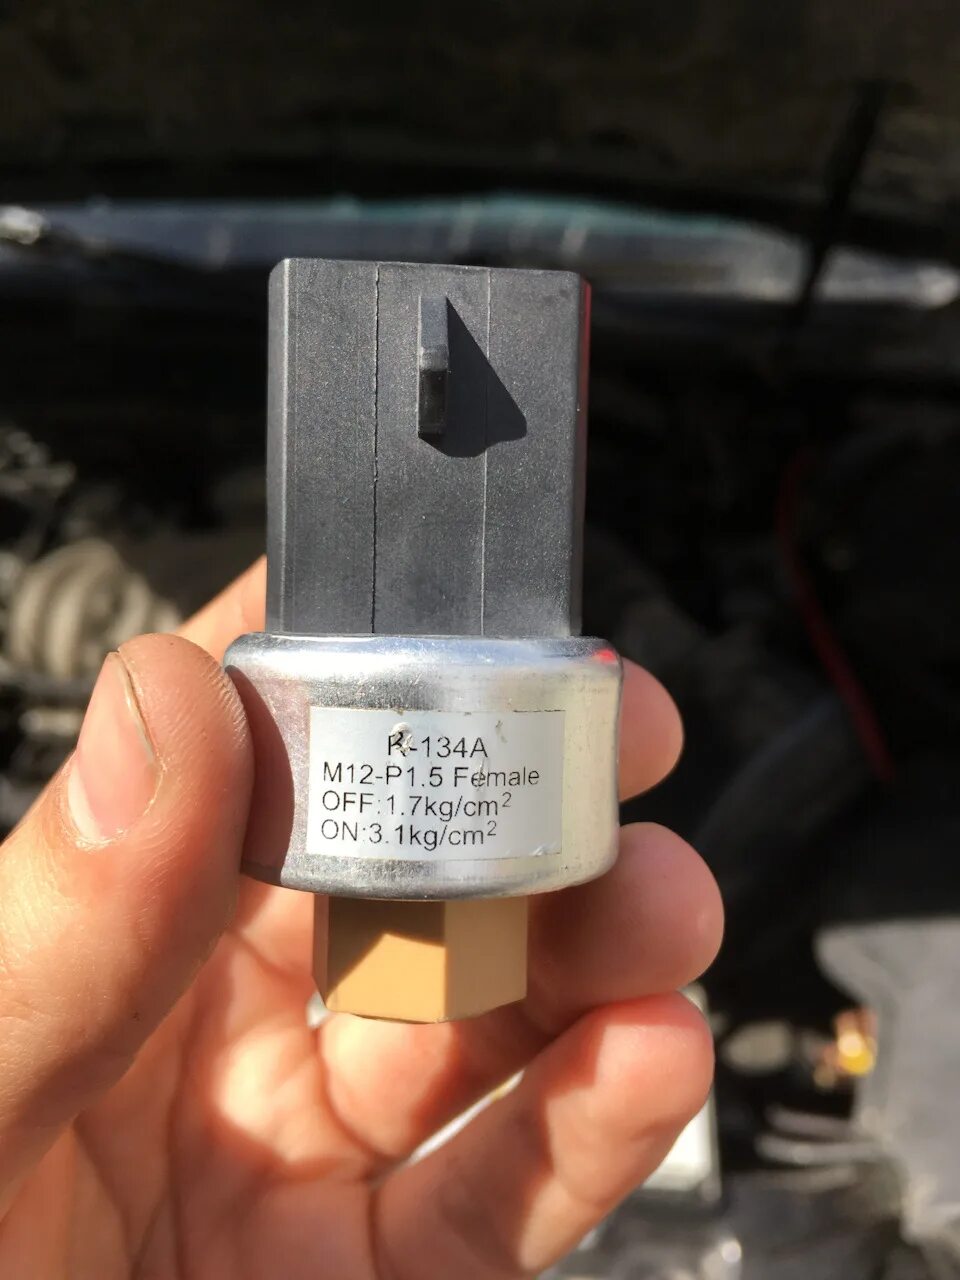 R-134A
M12-P1.5 Female
OFF:1.7kg/cm²
ON:3.1kg/cm²